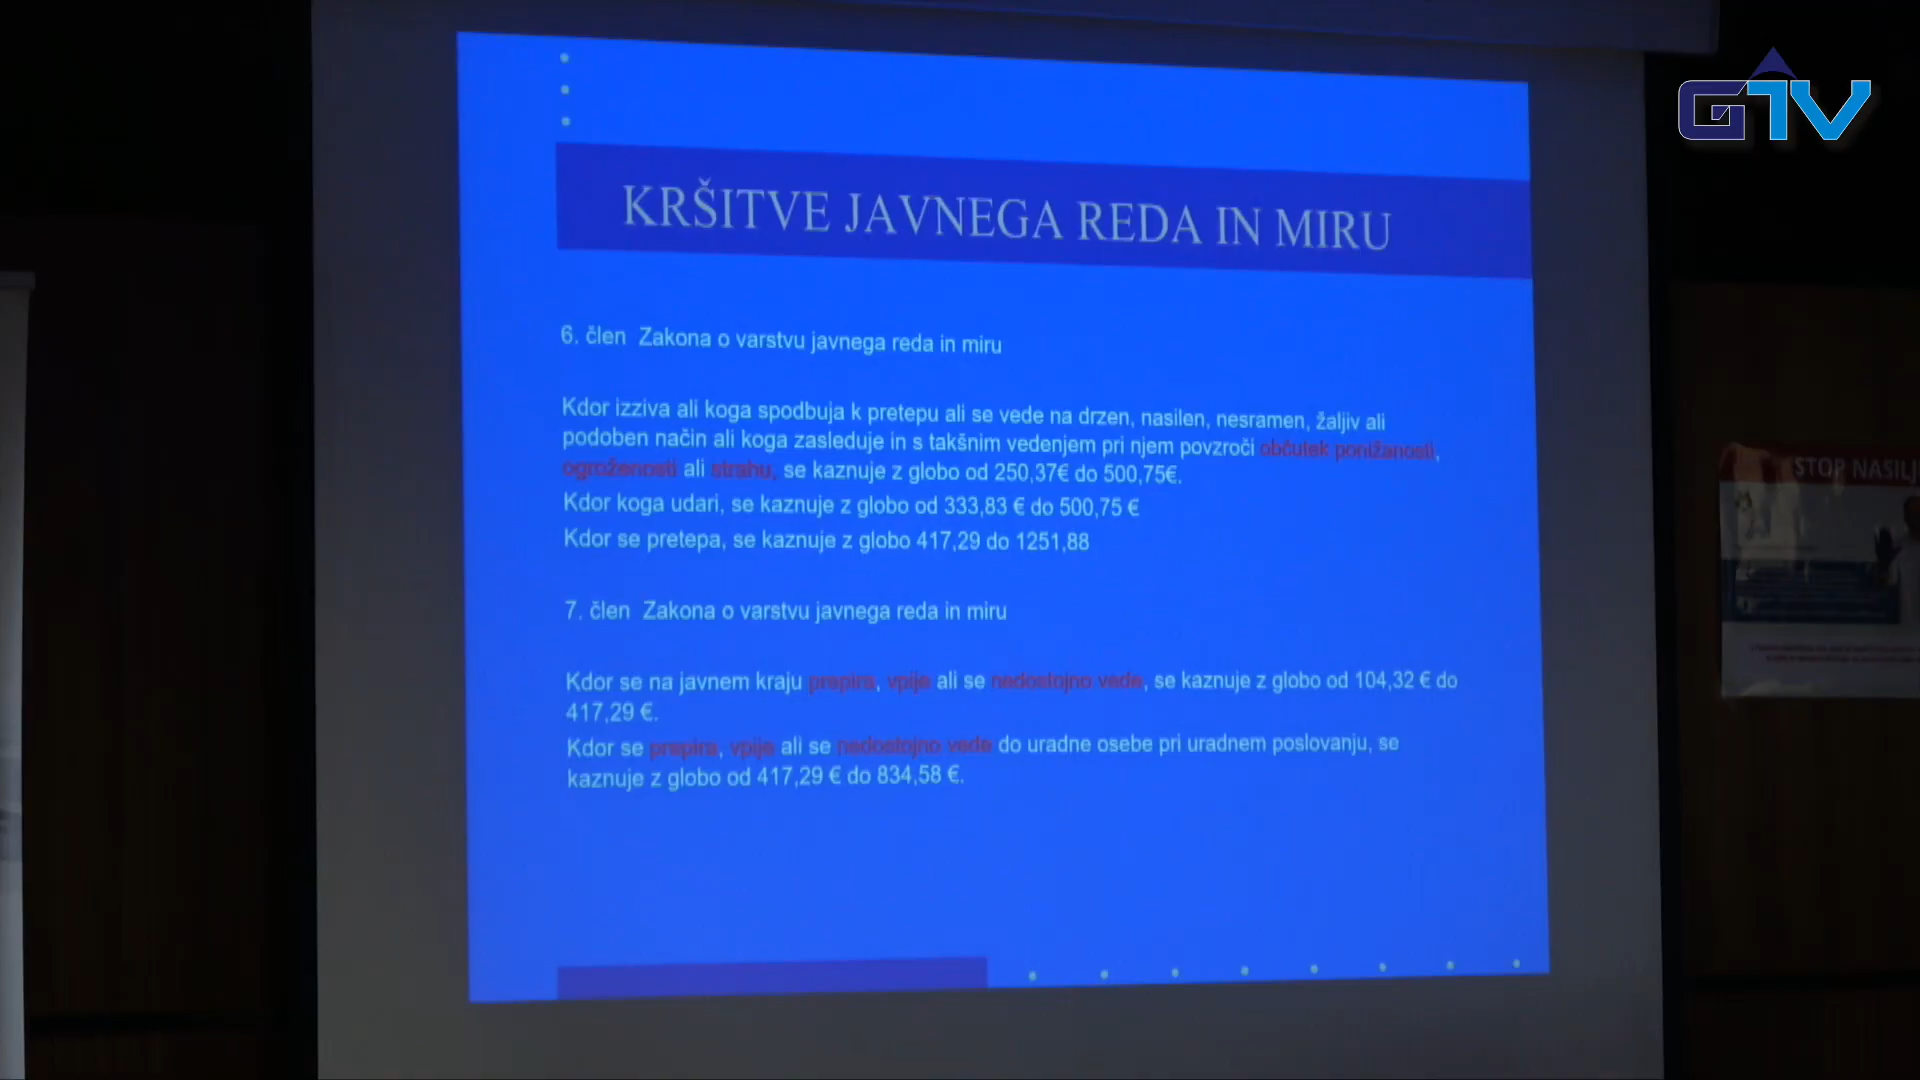 GTV
KRŠITVE JAVNEGA REDA IN MIRU
6. člen Zakona o varstvu javnega reda in miru
Kdor izziva ali koga spodbuja k pretepu ali se vede na drzen, nasilen, nesramen, žaljiv ali
podoben način ali koga zasleduje in s takšnim vedenjem pri njem povzroči občutek ponižanosti,
ogroženosti ali strahu, se kaznuje z globo od 250,37€ do 500,75€.
Kdor koga udari, se kaznuje z globo od 333,83 € do 500,75 €
Kdor se pretepa, se kaznuje z globo 417,29 do 1251,88
7. člen Zakona o varstvu javnega reda in miru
Kdor se na javnem kraju prepira, vpije ali se nedostojno vede, se kaznuje z globo od 104,32 € do
417,29 €.
Kdor se prepira, vpije ali se nedostojno vede do uradne osebe pri uradnem poslovanju, se
kaznuje z globo od 417,29 € do 834,58 €.
STOP NASILJ